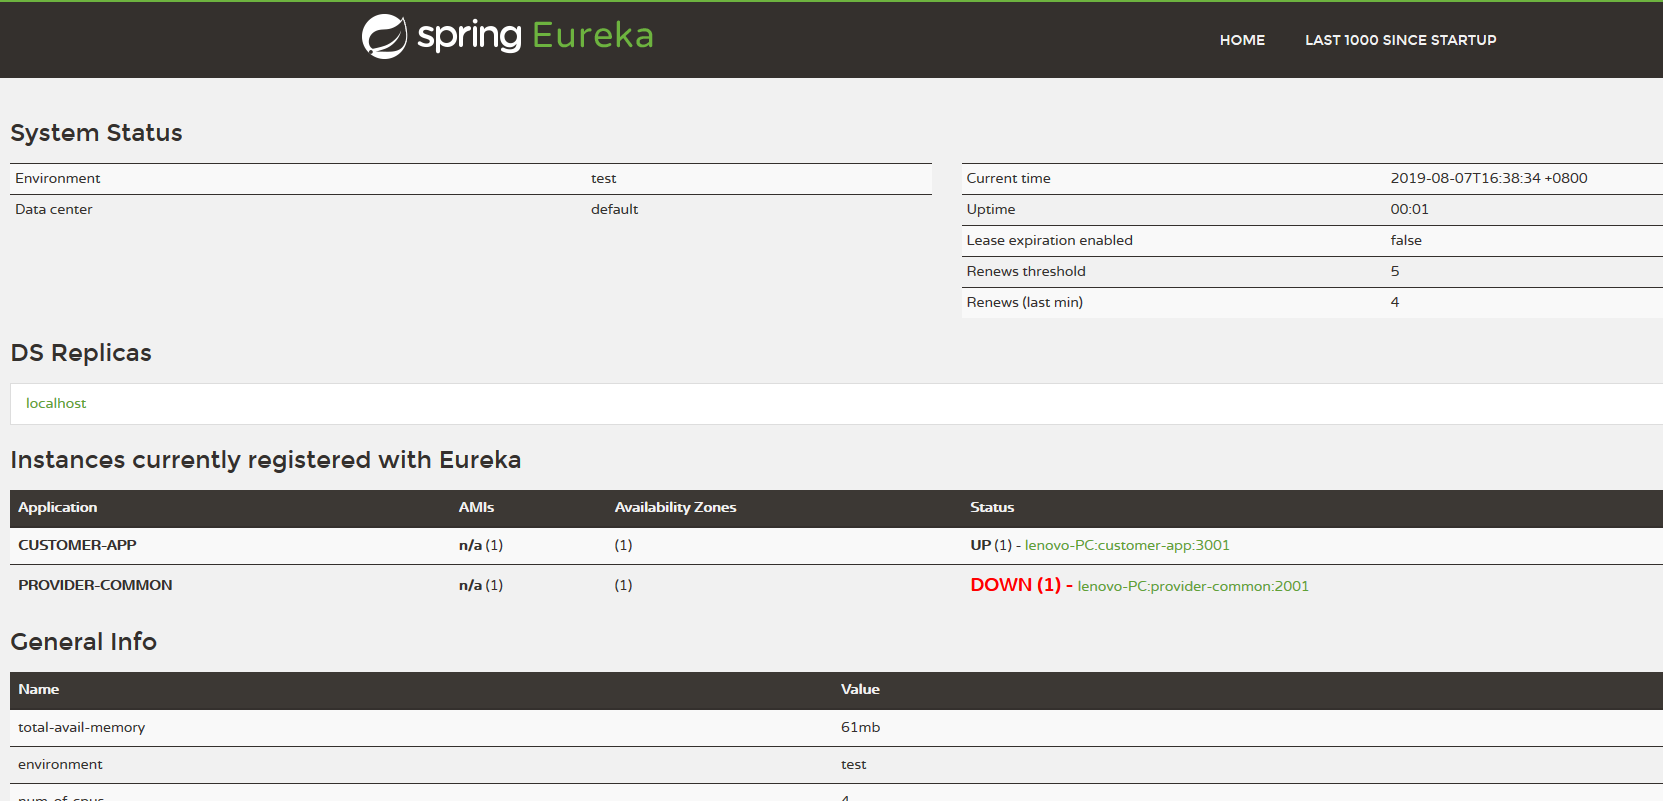 spring Eureka
HOME LAST 1000 SINCE STARTUP
System Status
Environment test
Data center default
Current time 2019-08-07T16:38:34 +0800
Uptime 00:01
Lease expiration enabled false
Renews threshold 5
Renews (last min) 4
DS Replicas
localhost
Instances currently registered with Eureka
Application AMIs Availability Zones Status
CUSTOMER-APP n/a (1) (1) UP (1) - lenovo-PC:customer-app:3001
PROVIDER-COMMON n/a (1) (1) DOWN (1) - lenovo-PC:provider-common:2001
General Info
Name Value
total-avail-memory 61mb
environment test
num-of-cpus 4